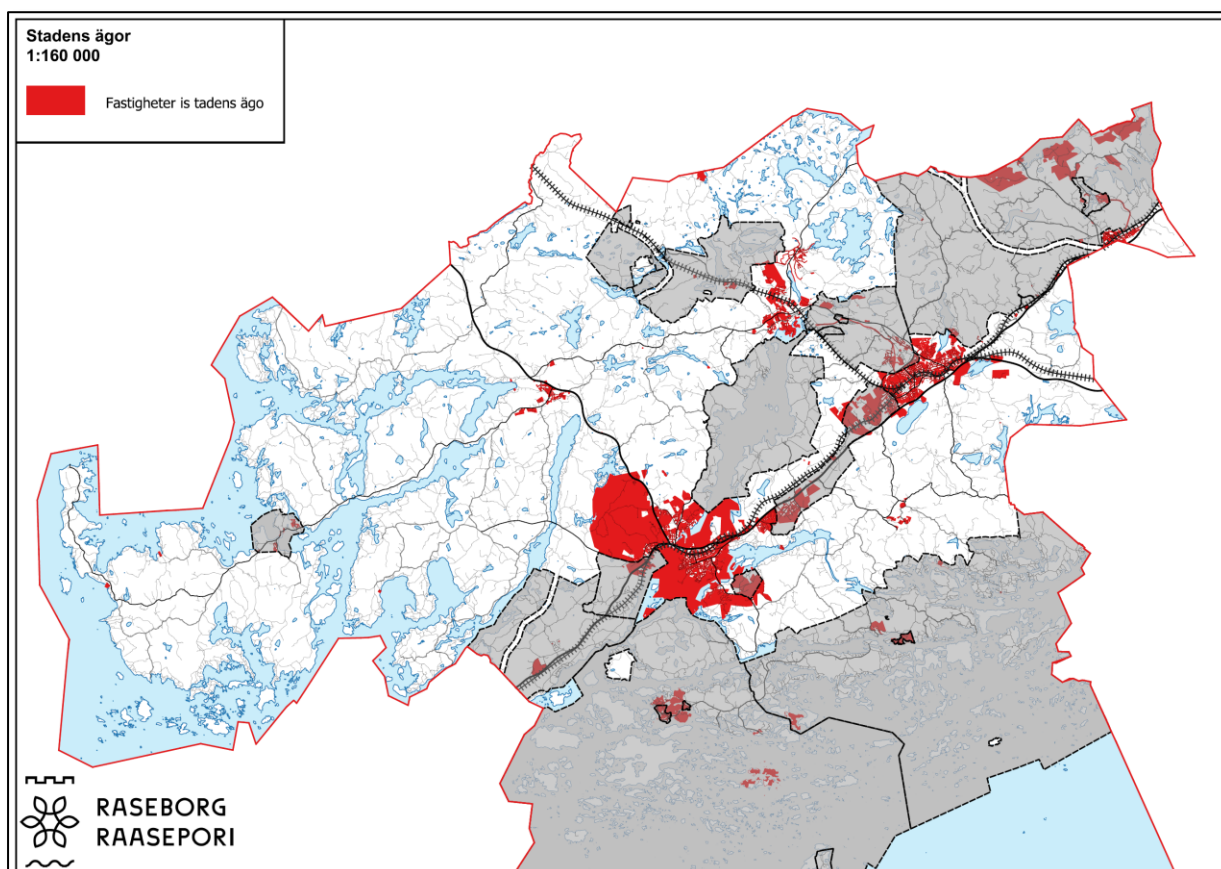 Stadens ägor
1:160 000
Fastigheter is tadens ägo
RASEBORG
RAASEPORI